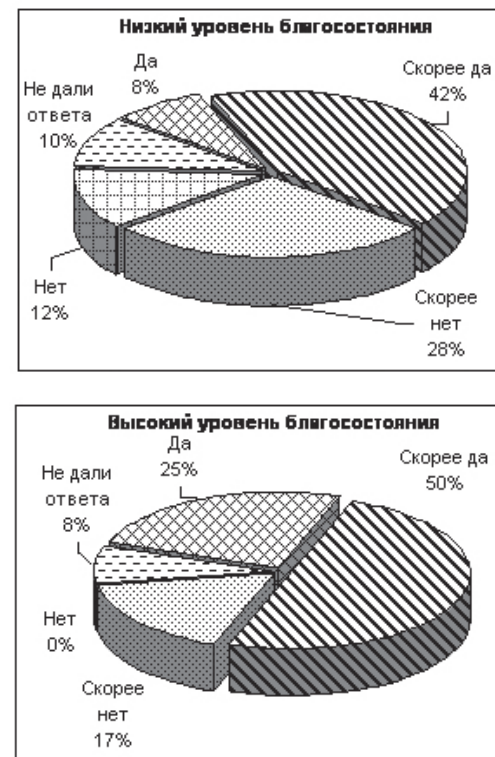 Низкий уровень благосостояния
Да
8%
Скорее да
42%
Не дали
ответа
10%
Нет
12%
Скорее
нет
28%
Высокий уровень благосостояния
Да
25%
Скорее да
50%
Не дали
ответа
8%
Нет
0%
Скорее
нет
17%